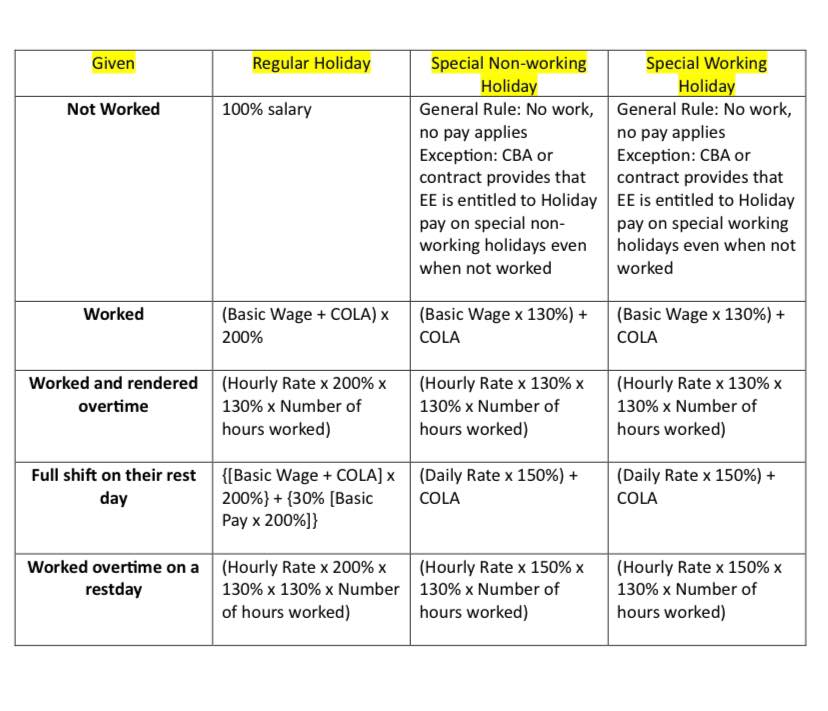 Given
Regular Holiday
Special Non-working
Holiday
Special Working
Holiday
Not Worked
100% salary
General Rule: No work,
no pay applies
Exception: CBA or
contract provides that
EE is entitled to Holiday
pay on special non-
working holidays even
when not worked
General Rule: No work,
no pay applies
Exception: CBA or
contract provides that
EE is entitled to Holiday
pay on special working
holidays even when not
worked
Worked
(Basic Wage + COLA) x
200%
(Basic Wage x 130%) +
COLA
(Basic Wage x 130%) +
COLA
Worked and rendered
overtime
(Hourly Rate x 200% x
130% x Number of
hours worked)
(Hourly Rate x 130% x
130% x Number of
hours worked)
(Hourly Rate x 130% x
130% x Number of
hours worked)
Full shift on their rest
day
{[Basic Wage + COLA] x
200%} + {30% [Basic
Pay x 200%]}
(Daily Rate x 150%) +
COLA
(Daily Rate x 150%) +
COLA
Worked overtime on a
restday
(Hourly Rate x 200% x
130% x 130% x Number
of hours worked)
(Hourly Rate x 150% x
130% x Number of
hours worked)
(Hourly Rate x 150% x
130% x Number of
hours worked)